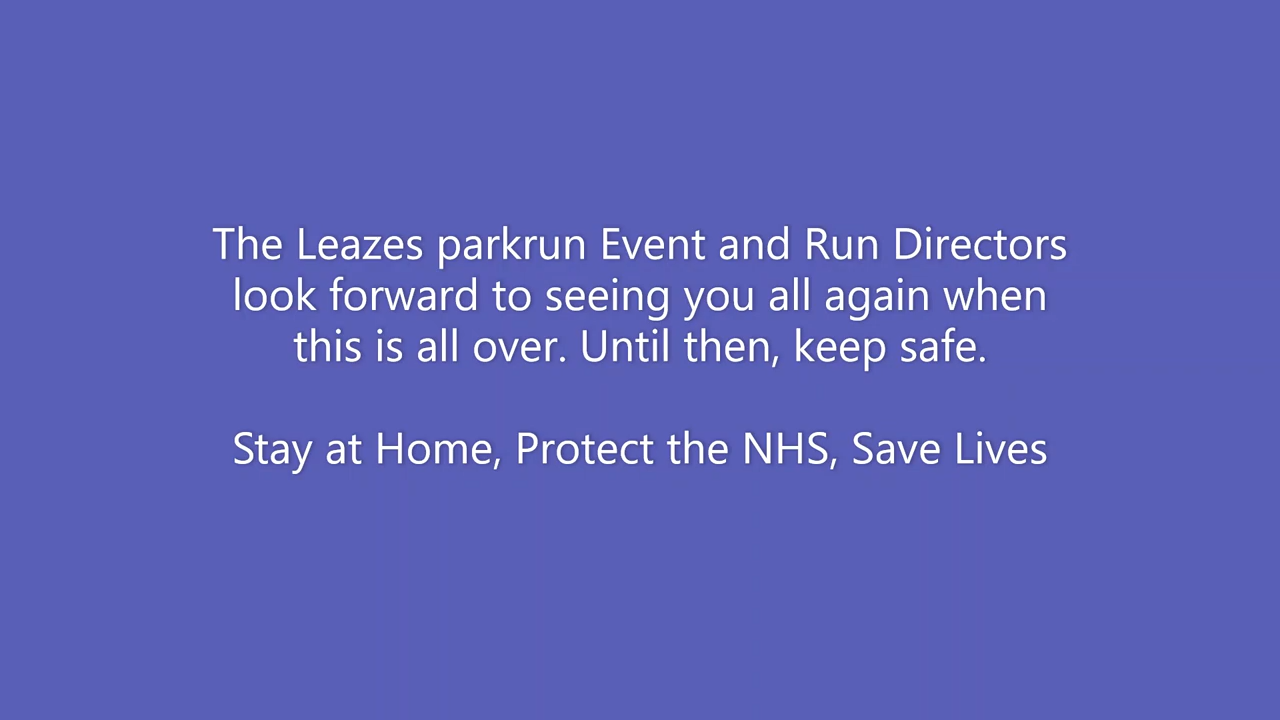 The Leazes parkrun Event and Run Directors
look forward to seeing you all again when
this is all over. Until then, keep safe.
Stay at Home, Protect the NHS, Save Lives